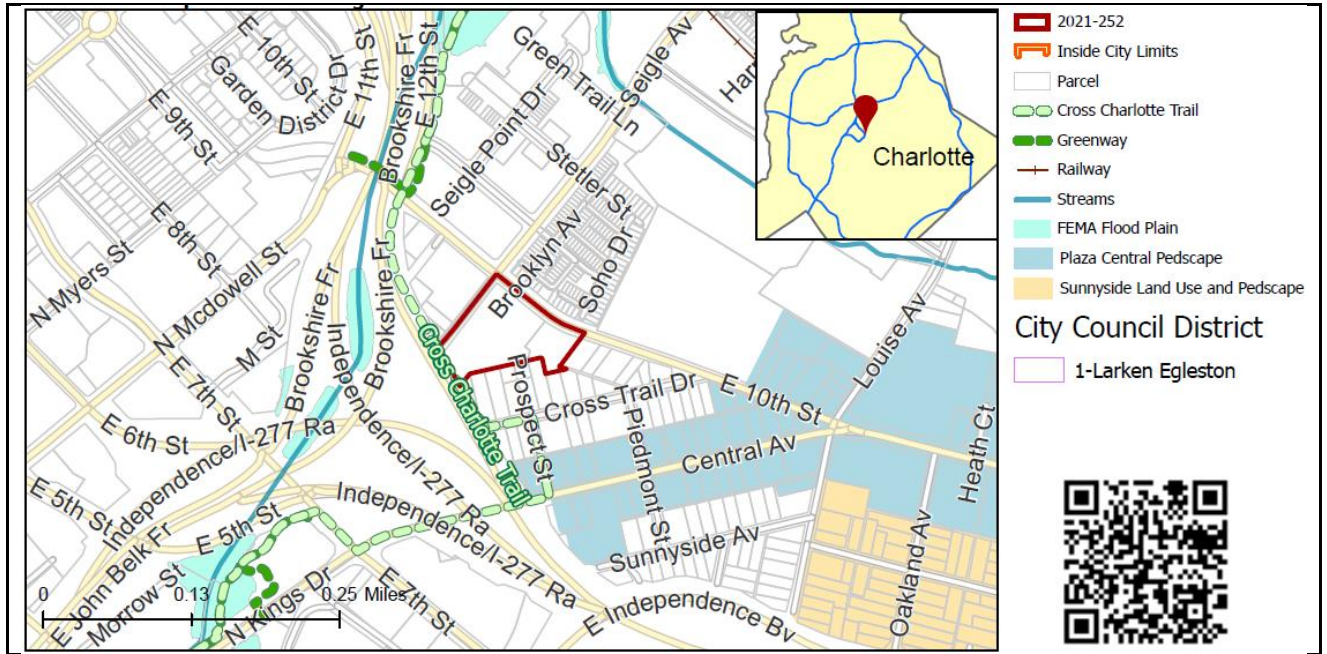 E 10th St
Garden District Dr
E 11th St
Brookshire Fr
E 12th St
Green Trail Ln
Seigle Av
E 9th St
Seigle Point Dr
Stetler St
E 8th St
N Myers St
N Mcdowell St
M St
Brookshire Fr
Brookshire Fr
Brooklyn Av
Soho Dr
E 7th St
Independence/I-277 Ra
Cross Charlotte Trail
Prospect St
Cross Trail Dr
E 10th St
Louise Av
Piedmont St
Central Av
Heath Ct
E 6th St
Independence/I-277 Ra
E 5th St
E 5th St
Independence/I-277 Ra
Sunnyside Av
Oakland Av
E John Belk Fr
Morrow St
N Kings Dr
E 7th St
E Independence Bv
0 0.13 0.25 Miles
Charlotte
2021-252
Inside City Limits
Parcel
Cross Charlotte Trail
Greenway
Railway
Streams
FEMA Flood Plain
Plaza Central Pedscape
Sunnyside Land Use and Pedscape
City Council District
1-Larken Egleston